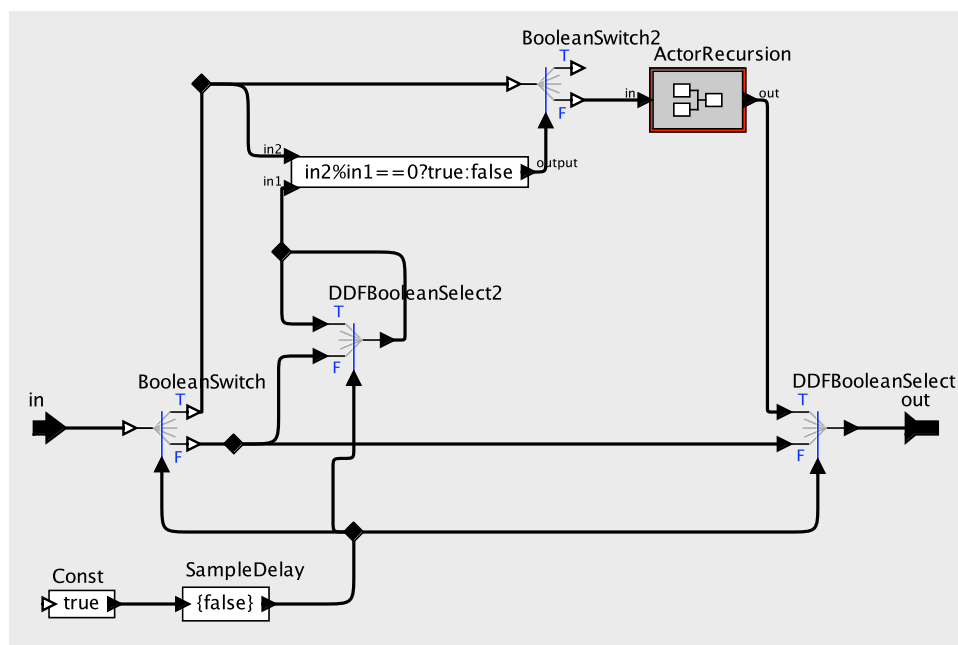 BooleanSwitch2
T
ActorRecursion
in
out
F
in2
output
in2%in1==0?true:false
in1
DDFBooleanSelect2
T
F
BooleanSwitch
DDFBooleanSelect
in
T
T
out
F
F
SampleDelay
Const
true
{false}